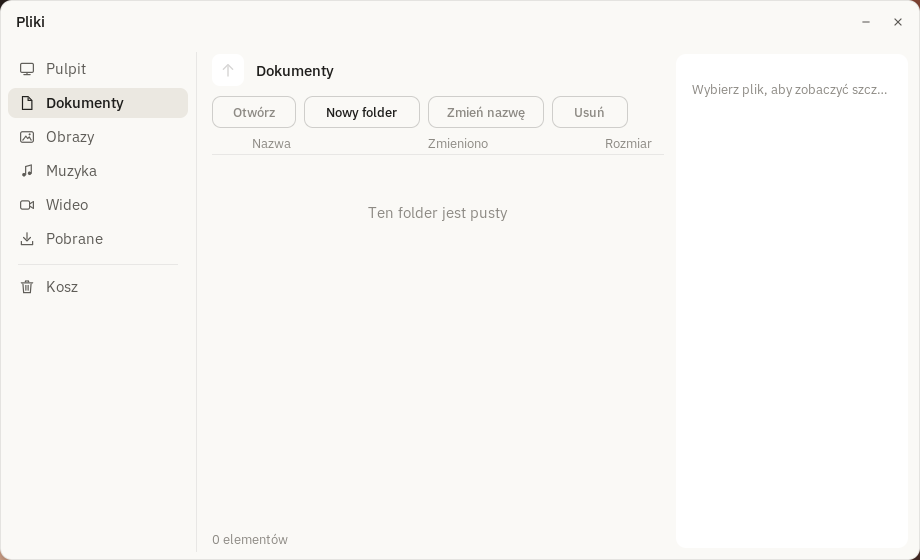 Pliki
Pulpit
Dokumenty
Obrazy
Muzyka
Wideo
Pobrane
Kosz
Dokumenty
Otwórz Nowy folder Zmień nazwę Usuń
Nazwa Zmieniono Rozmiar
Ten folder jest pusty
0 elementów
Wybierz plik, aby zobaczyć szcz...